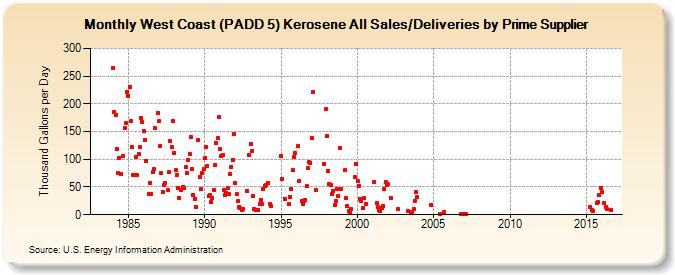 Monthly West Coast (PADD 5) Kerosene All Sales/Deliveries by Prime Supplier
Thousand Gallons per Day
300
250
200
150
100
50
0
1985 1990 1995 2000 2005 2010 2015
Source: U.S. Energy Information Administration